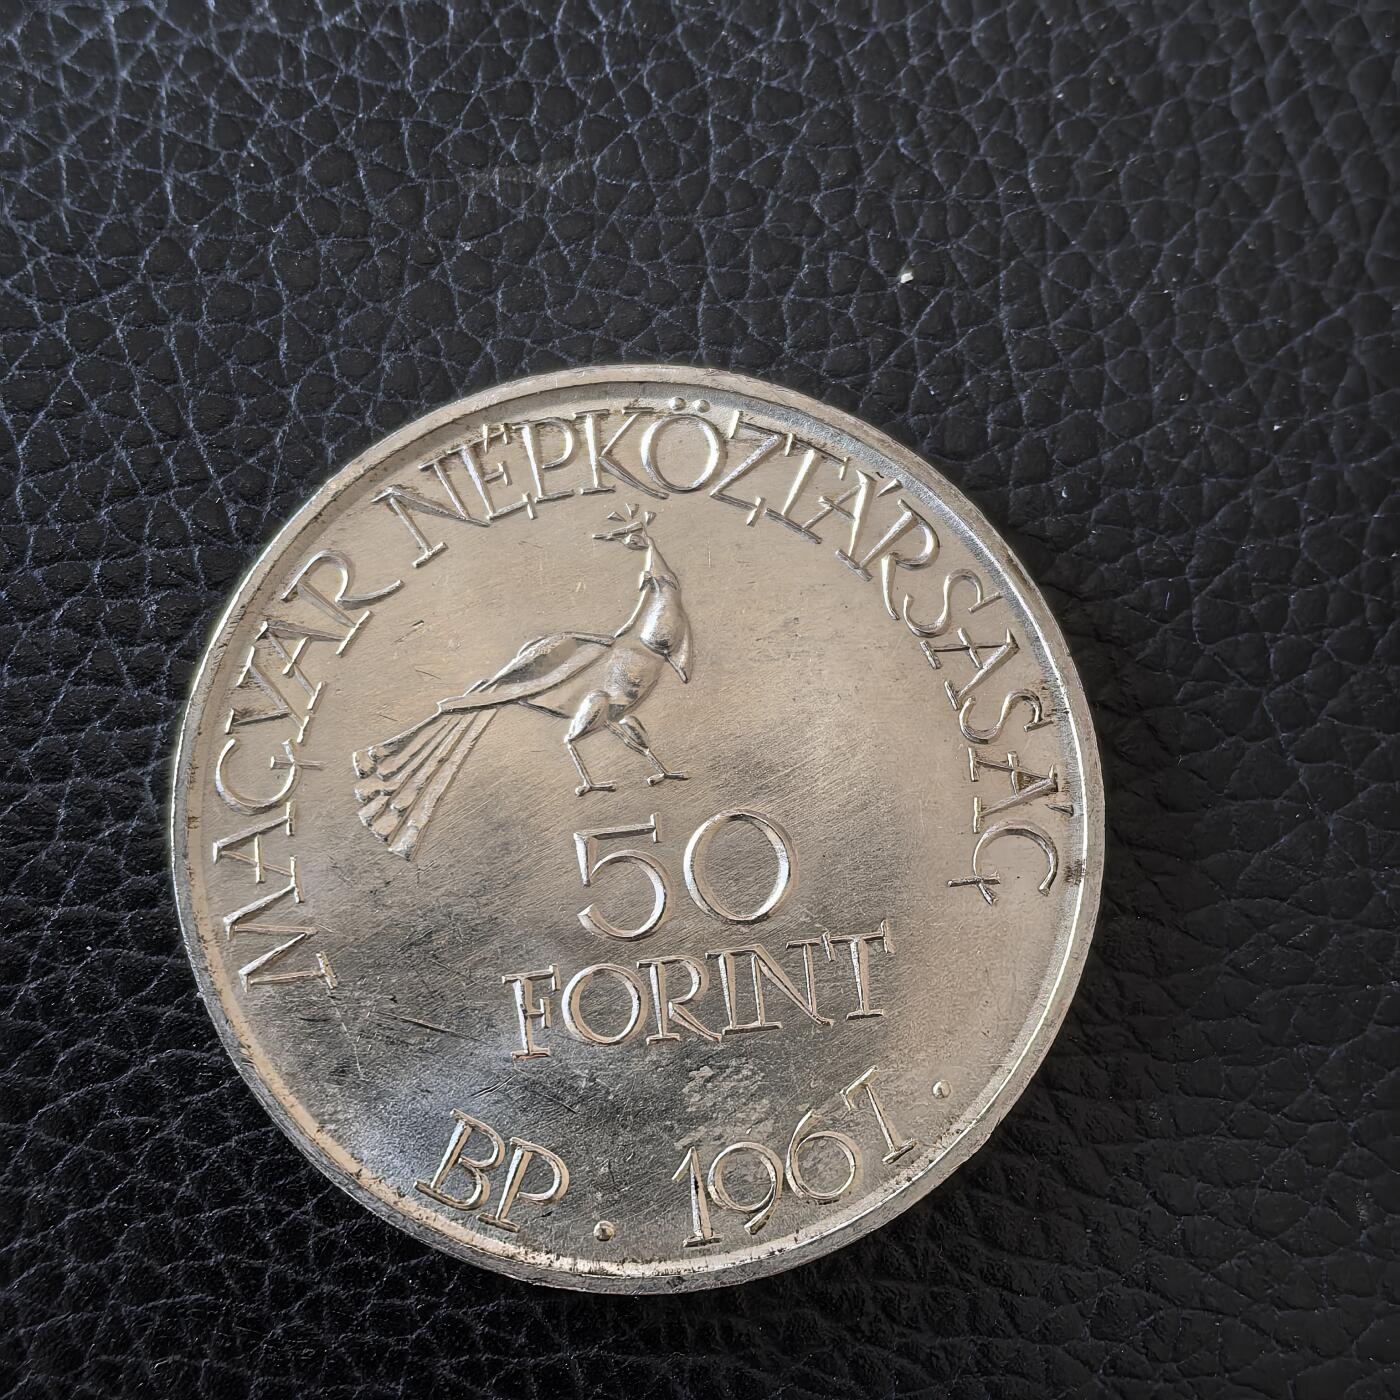 MAGYAR NÉPKÖZTÁRSASÁG
50
FORINT
BP . 1967 .